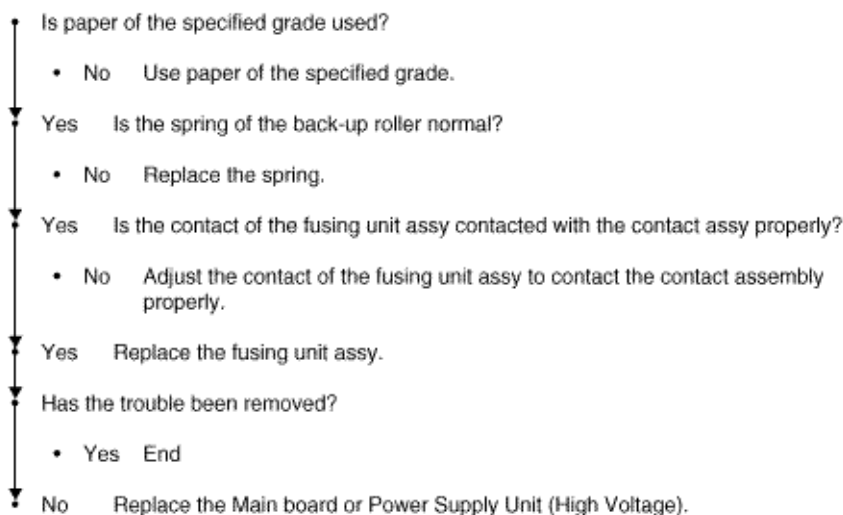 Is paper of the specified grade used?
• No Use paper of the specified grade.
Yes Is the spring of the back-up roller normal?
• No Replace the spring.
Yes Is the contact of the fusing unit assy contacted with the contact assy properly?
• No Adjust the contact of the fusing unit assy to contact the contact assembly
properly.
Yes Replace the fusing unit assy.
Has the trouble been removed?
• Yes End
No Replace the Main board or Power Supply Unit (High Voltage).